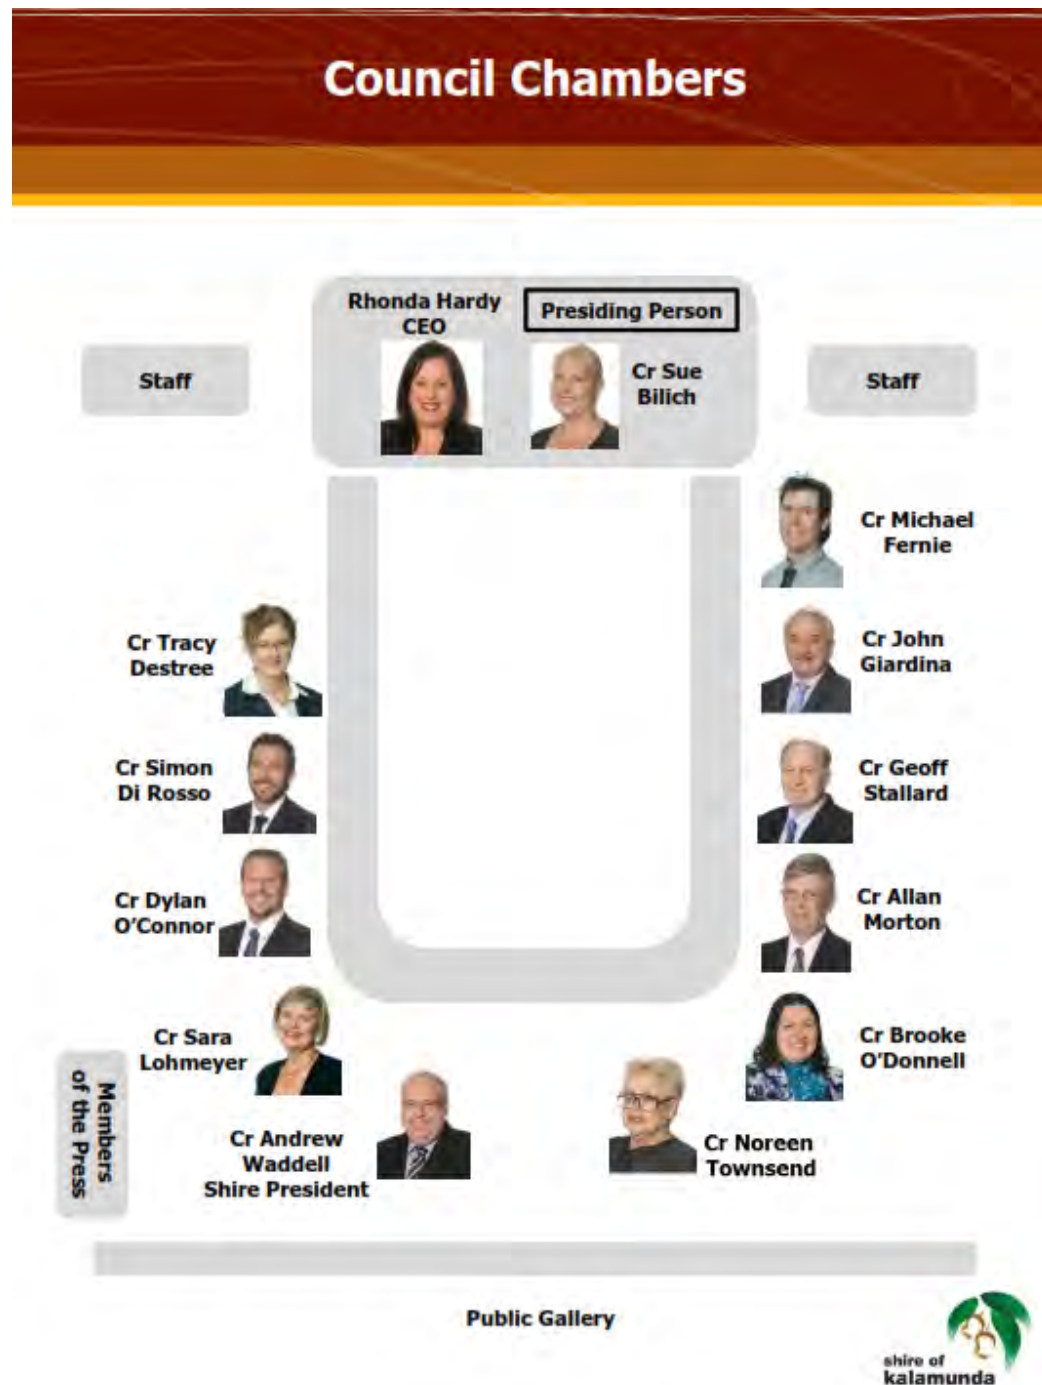 Council Chambers
Rhonda Hardy
CEO
Presiding Person
Cr Sue
Bilich
Staff
Staff
Cr Michael
Fernie
Cr Tracy
Destree
Cr John
Giardina
Cr Simon
Di Rosso
Cr Geoff
Stallard
Cr Dylan
O'Connor
Cr Allan
Morton
Cr Sara
Lohmeyer
Cr Brooke
O'Donnell
Members
of the Press
Cr Andrew
Waddell
Shire President
Cr Noreen
Townsend
Public Gallery
shire of
kalamunda